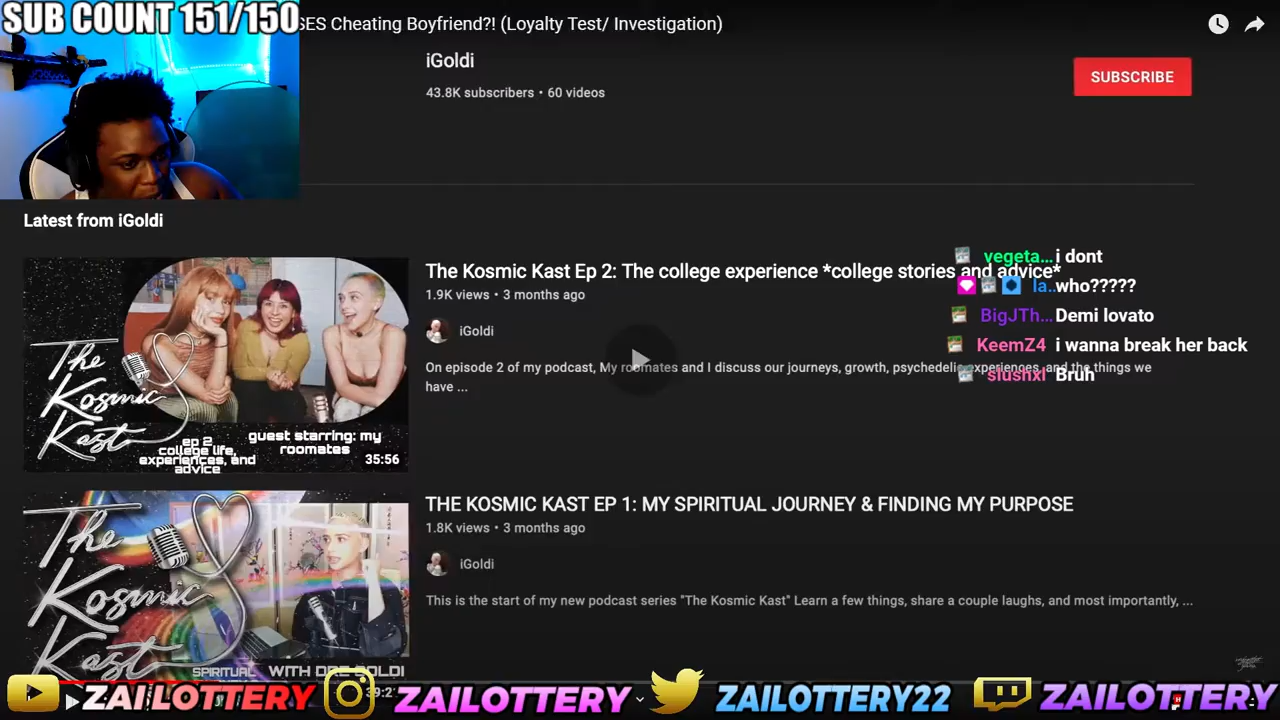 SUB COUNT 151/150
SES Cheating Boyfriend?! (Loyalty Test/ Investigation)
iGoldi
43.8K subscribers • 60 videos
SUBSCRIBE
Latest from iGoldi
The Kosmic Kast Ep 2: The college experience *college stories and advice*
1.9K views • 3 months ago
iGoldi
On episode 2 of my podcast, My roomates and I discuss our journeys, growth, psychedelic experiences, and the things we
have ...
vegeta... i dont
la.. who?????
BigJTh... Demi lovato
KeemZ4 i wanna break her back
slushxl Bruh
The
Kosmic
Kast
ep 2
college life,
experiences, and
advice
guest starring: my
roomates
35:56
THE KOSMIC KAST EP 1: MY SPIRITUAL JOURNEY & FINDING MY PURPOSE
1.8K views • 3 months ago
iGoldi
This is the start of my new podcast series "The Kosmic Kast" Learn a few things, share a couple laughs, and most importantly, ...
The
Kosmic
Kast
SPIRITUAL
WITH DRE GOLDI
ZAILOTTERY
ZAILOTTERY
ZAILOTTERY22
ZAILOTTERY